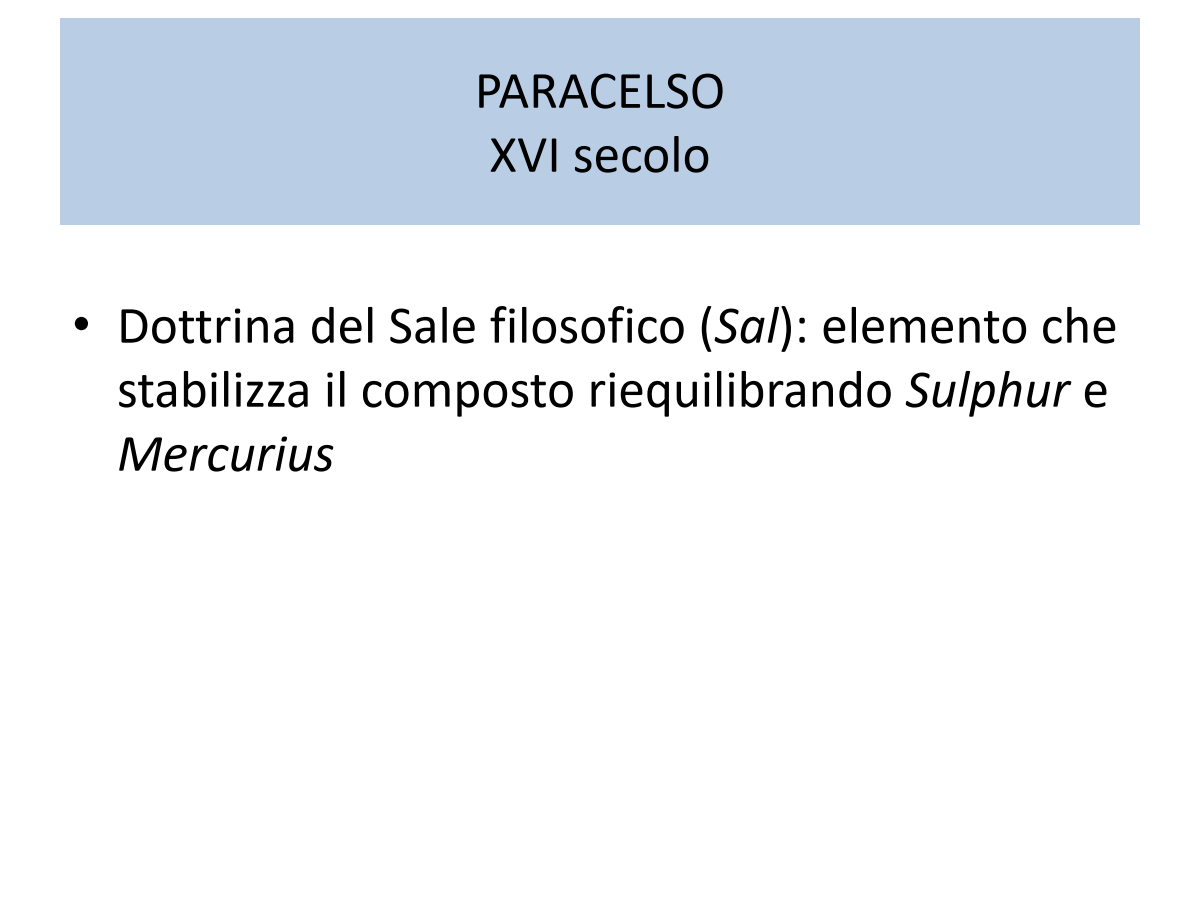 PARACELSO
XVI secolo
• Dottrina del Sale filosofico (Sal): elemento che
stabilizza il composto riequilibrando Sulphur e
Mercurius